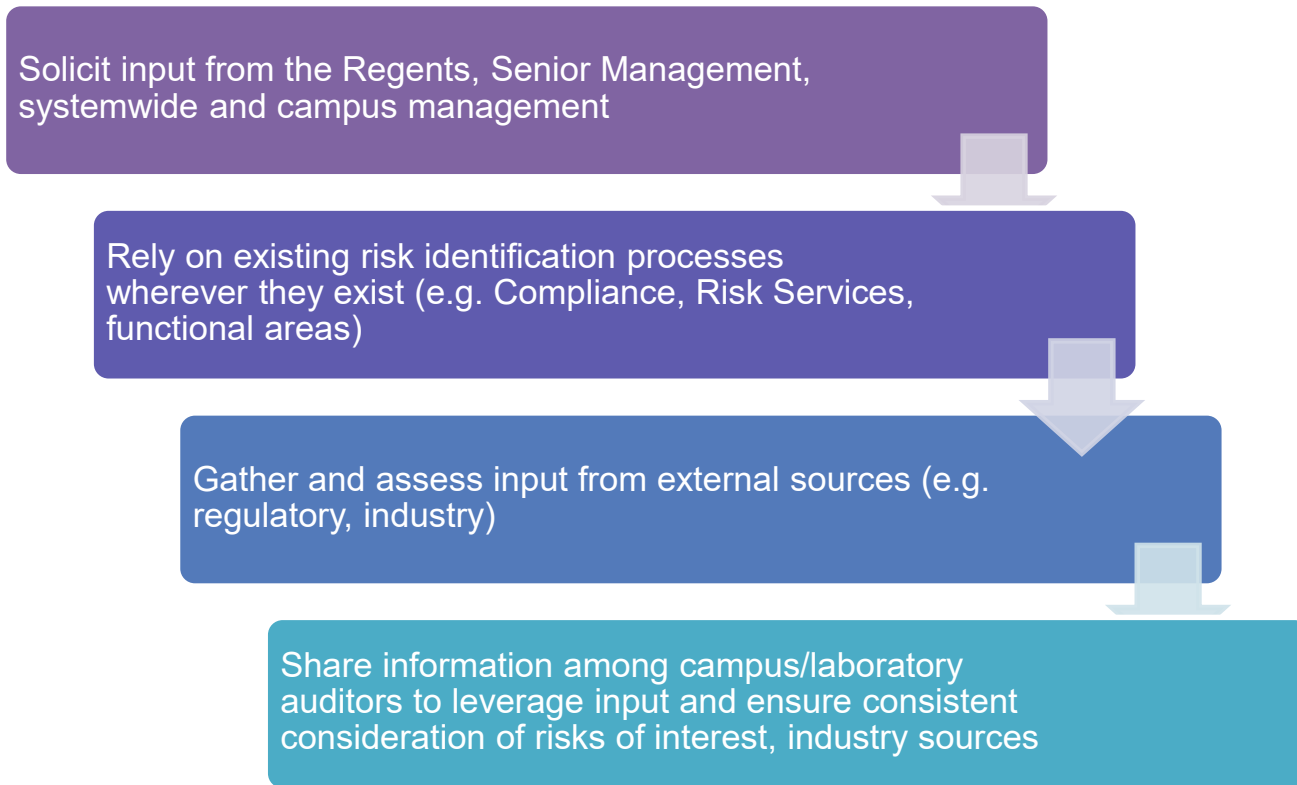 Solicit input from the Regents, Senior Management,
systemwide and campus management
Rely on existing risk identification processes
wherever they exist (e.g. Compliance, Risk Services,
functional areas)
Gather and assess input from external sources (e.g.
regulatory, industry)
Share information among campus/laboratory
auditors to leverage input and ensure consistent
consideration of risks of interest, industry sources